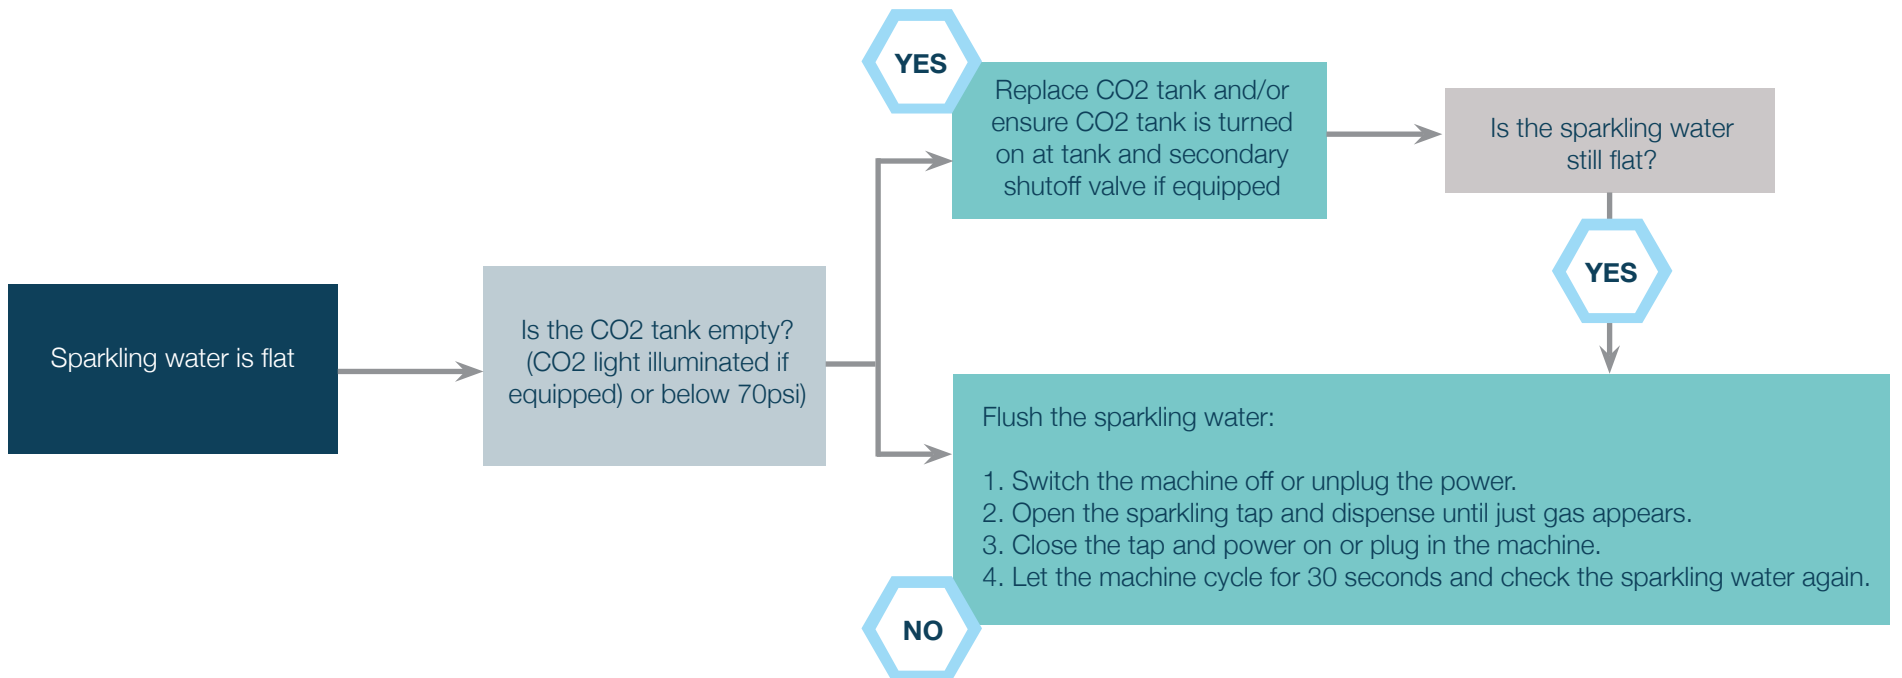 Sparkling water is flat
Is the CO2 tank empty?
(CO2 light illuminated if
equipped) or below 70psi)
YES
Replace CO2 tank and/or
ensure CO2 tank is turned
on at tank and secondary
shutoff valve if equipped
Is the sparkling water
still flat?
YES
Flush the sparkling water:
1. Switch the machine off or unplug the power.
2. Open the sparkling tap and dispense until just gas appears.
3. Close the tap and power on or plug in the machine.
4. Let the machine cycle for 30 seconds and check the sparkling water again.
NO